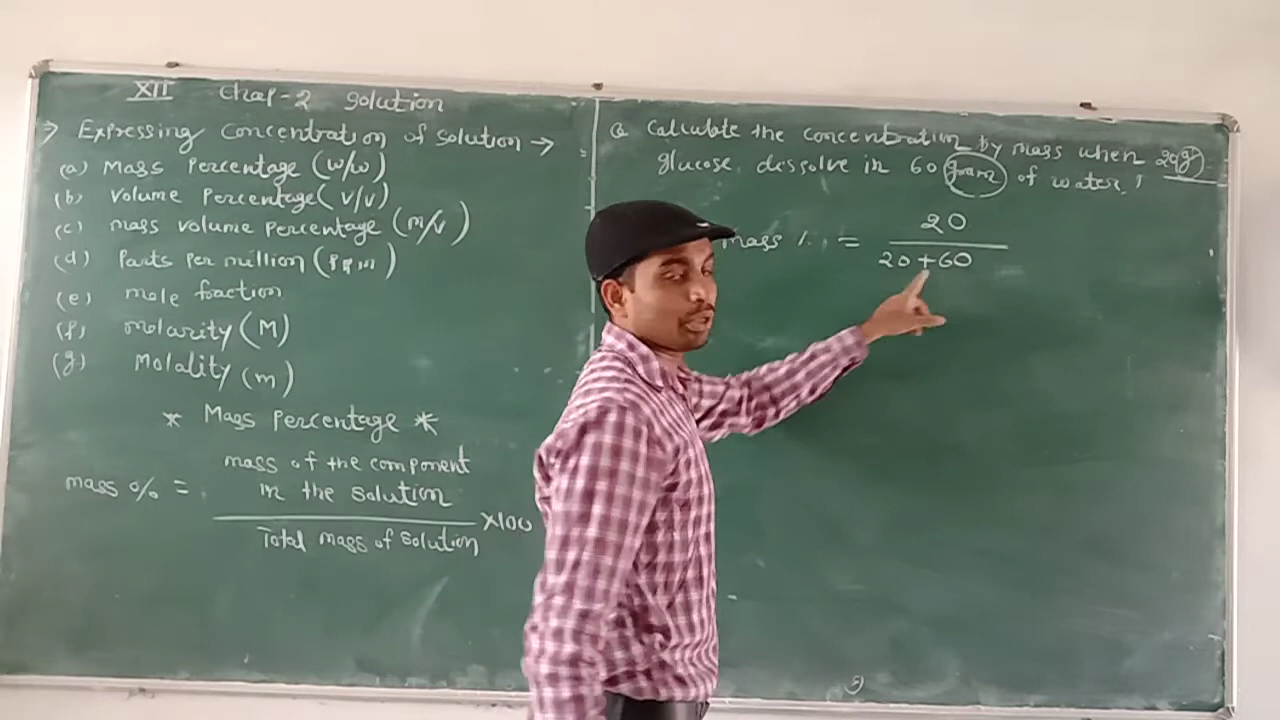 XII Chap-2 Solution
→ Expressing Concentration of Solution →
(a) Mass Percentage (w/w)
(b) Volume Percentage (V/V)
(c) mass Volume Percentage (m/v)
(d) Parts Per million (PPM)
(e) mole fraction
(f) molarity (M)
(g) Molality (m)
* Mass Percentage *
mass % = mass of the component
in the solution
×100
Total mass of solution
Q Calculate the concentration by mass when 20g
glucose dissolve in 60 gram of water !
mass % = 20
20+60